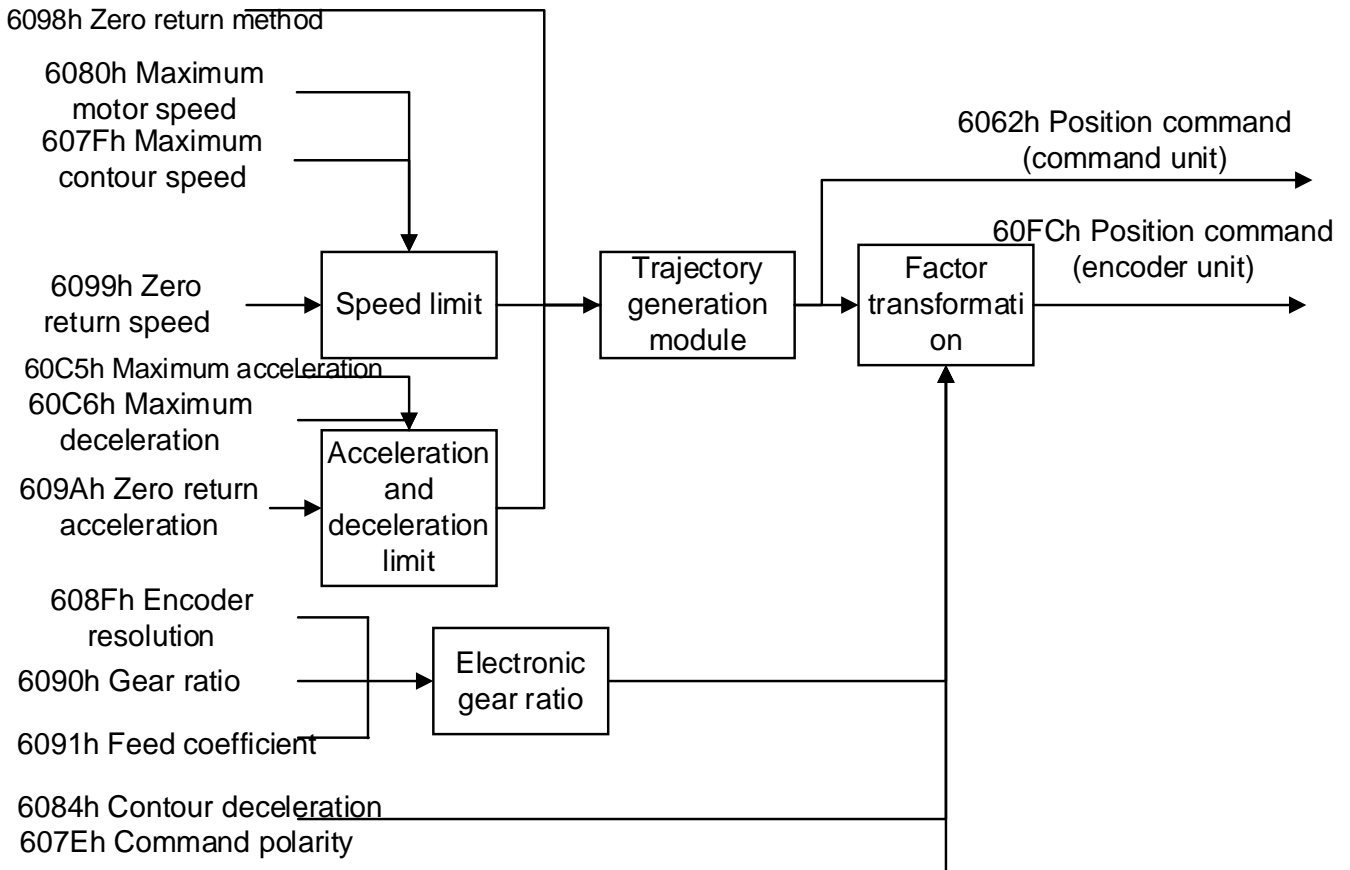 6098h Zero return method
6080h Maximum
motor speed
607Fh Maximum
contour speed
6062h Position command
(command unit)
60FCh Position command
(encoder unit)
6099h Zero
return speed
Speed limit
Trajectory
generation
module
Factor
transformati
on
60C5h Maximum acceleration
60C6h Maximum
deceleration
609Ah Zero return
acceleration
Acceleration
and
deceleration
limit
608Fh Encoder
resolution
6090h Gear ratio
6091h Feed coefficient
Electronic
gear ratio
6084h Contour deceleration
607Eh Command polarity